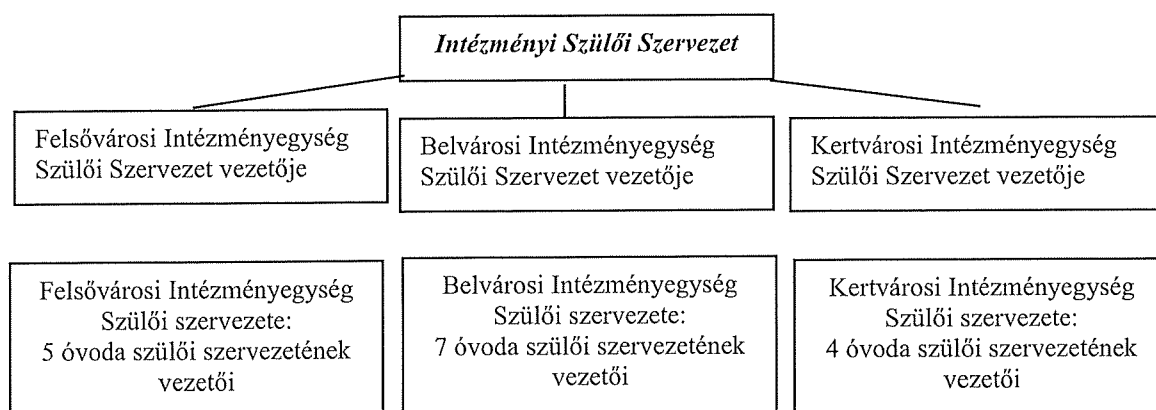 Intézményi Szülői Szervezet
Felsővárosi Intézményegység
Szülői Szervezet vezetője
Belvárosi Intézményegység
Szülői Szervezet vezetője
Kertvárosi Intézményegység
Szülői Szervezet vezetője
Felsővárosi Intézményegység
Szülői szervezete:
5 óvoda szülői szervezetének
vezetői
Belvárosi Intézményegység
Szülői szervezete:
7 óvoda szülői szervezetének
vezetői
Kertvárosi Intézményegység
Szülői szervezete:
4 óvoda szülői szervezetének
vezetői